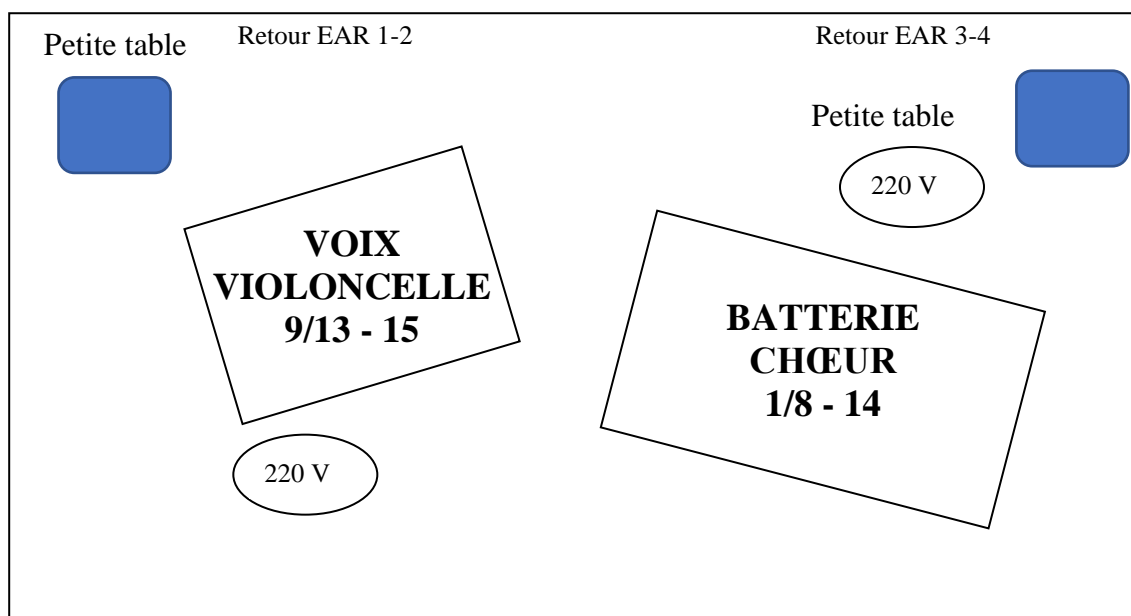 Petite table
Retour EAR 1-2
Retour EAR 3-4
Petite table
220 V
VOIX
VIOLONCELLE
9/13 - 15
BATTERIE
CHŒUR
1/8 - 14
220 V